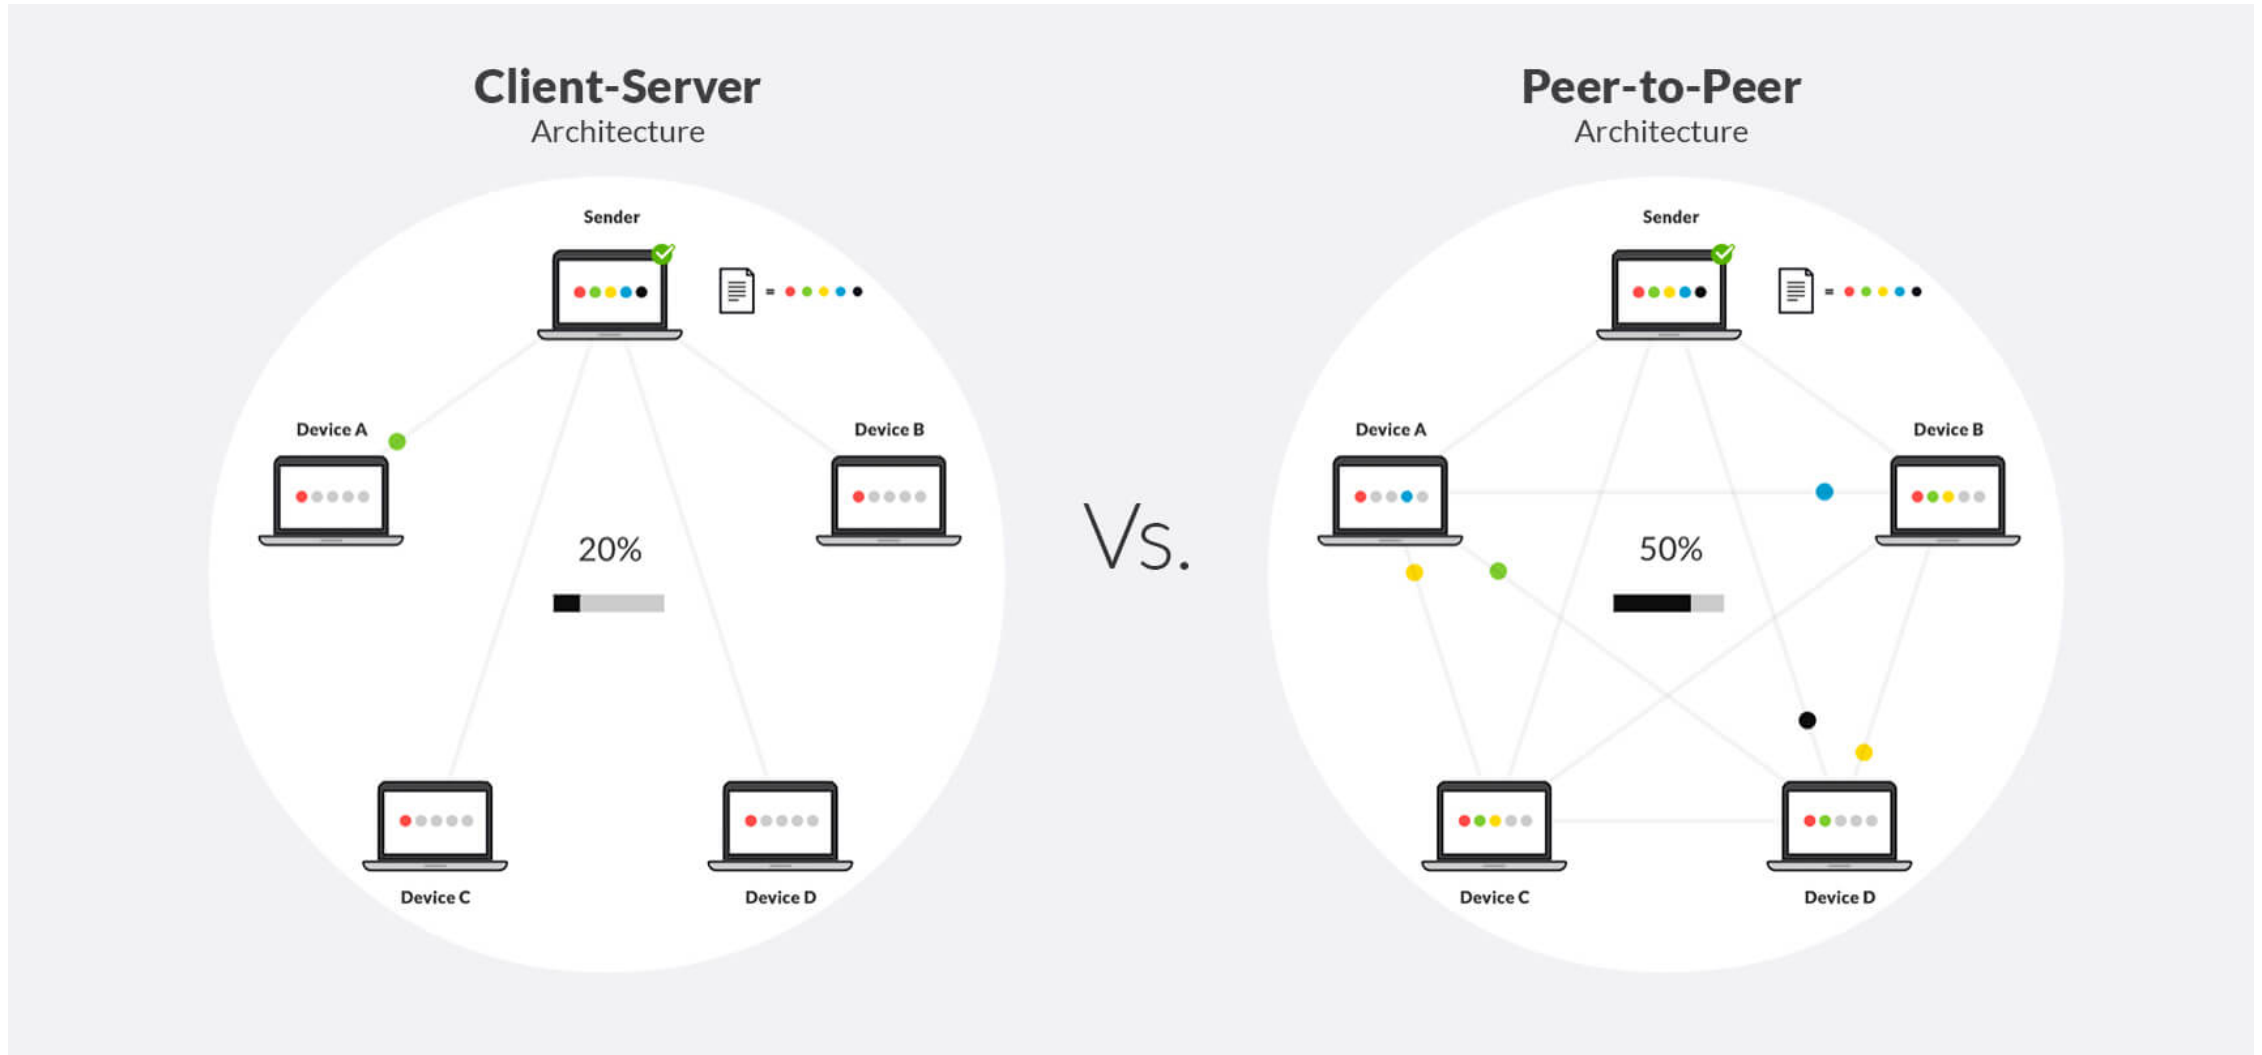 Client-Server
Architecture
Sender
=
Device A
Device B
20%
Device C
Device D
Vs.
Peer-to-Peer
Architecture
Sender
=
Device A
Device B
50%
Device C
Device D